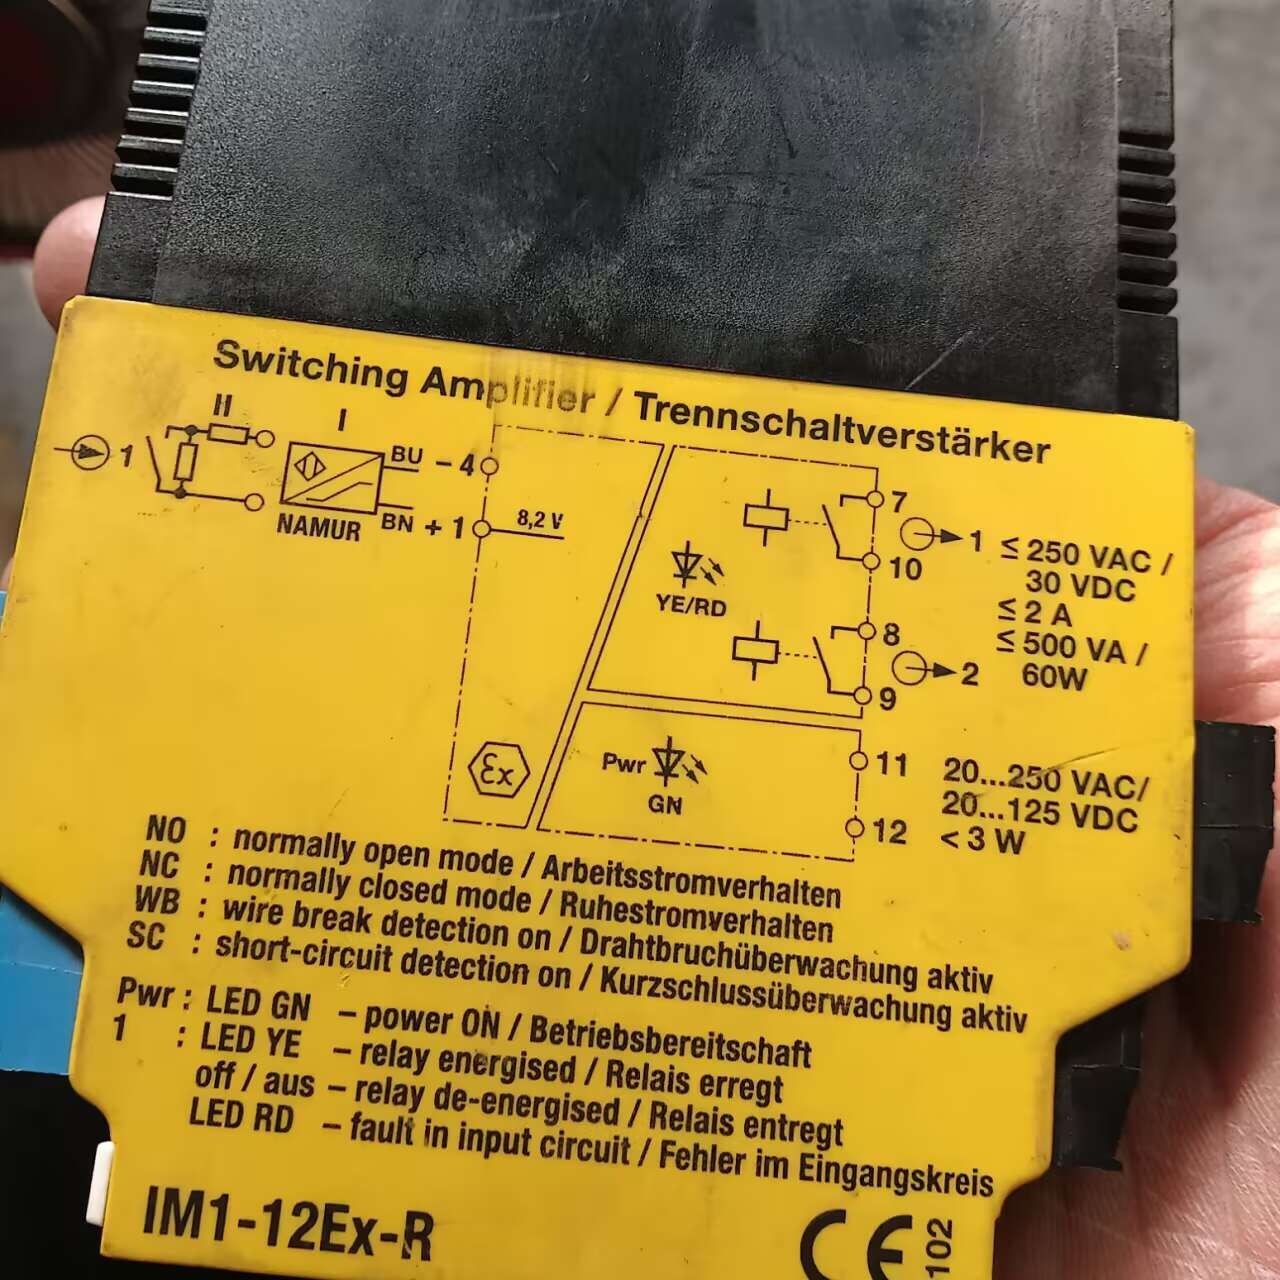 Switching Amplifier / Trennschaltverstärker
II
I
1
BU - 4
NAMUR
BN + 1
8,2 V
YE/RD
7
1
10
8
2
9
≤ 250 VAC /
30 VDC
≤ 2 A
≤ 500 VA /
60W
Pwr
GN
Ex
11
12
20...250 VAC/
20...125 VDC
< 3 W
NO : normally open mode / Arbeitsstromverhalten
NC : normally closed mode / Ruhestromverhalten
WB : wire break detection on / Drahtbruchüberwachung aktiv
SC : short-circuit detection on / Kurzschlussüberwachung aktiv
Pwr : LED GN – power ON / Betriebsbereitschaft
1 : LED YE – relay energised / Relais erregt
off / aus – relay de-energised / Relais entregt
LED RD – fault in input circuit / Fehler im Eingangskreis
IM1-12Ex-R
CE
102